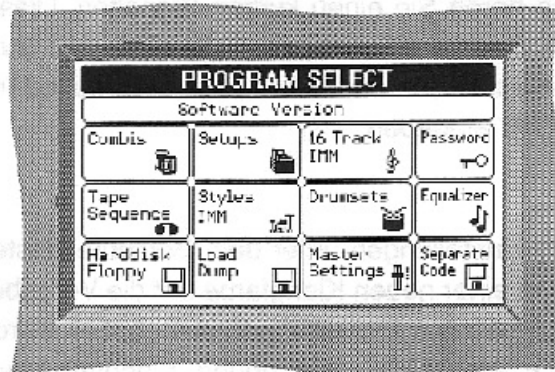 PROGRAM SELECT
Software Version
Combis
Setups
16 Track
IMM
Password
Tape
Sequence
Styles
IMM
Drumsets
Equalizer
Harddisk
Floppy
Load
Dump
Master
Settings
Separate
Code